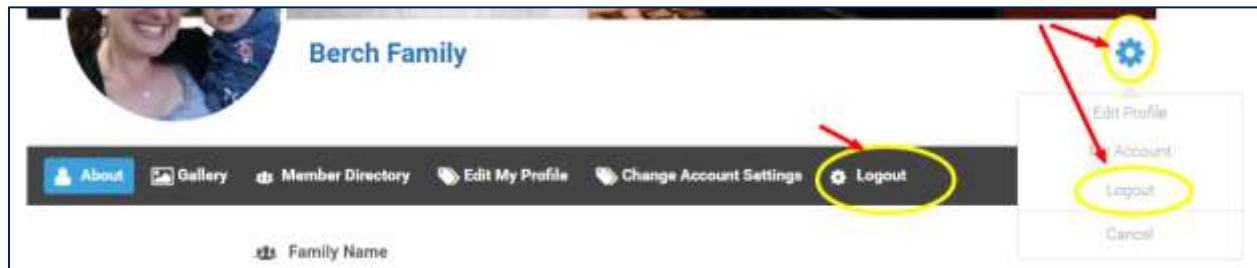 Berch Family
Edit Profile
My Account
Logout
Cancel
About Gallery Member Directory Edit My Profile Change Account Settings Logout
Family Name